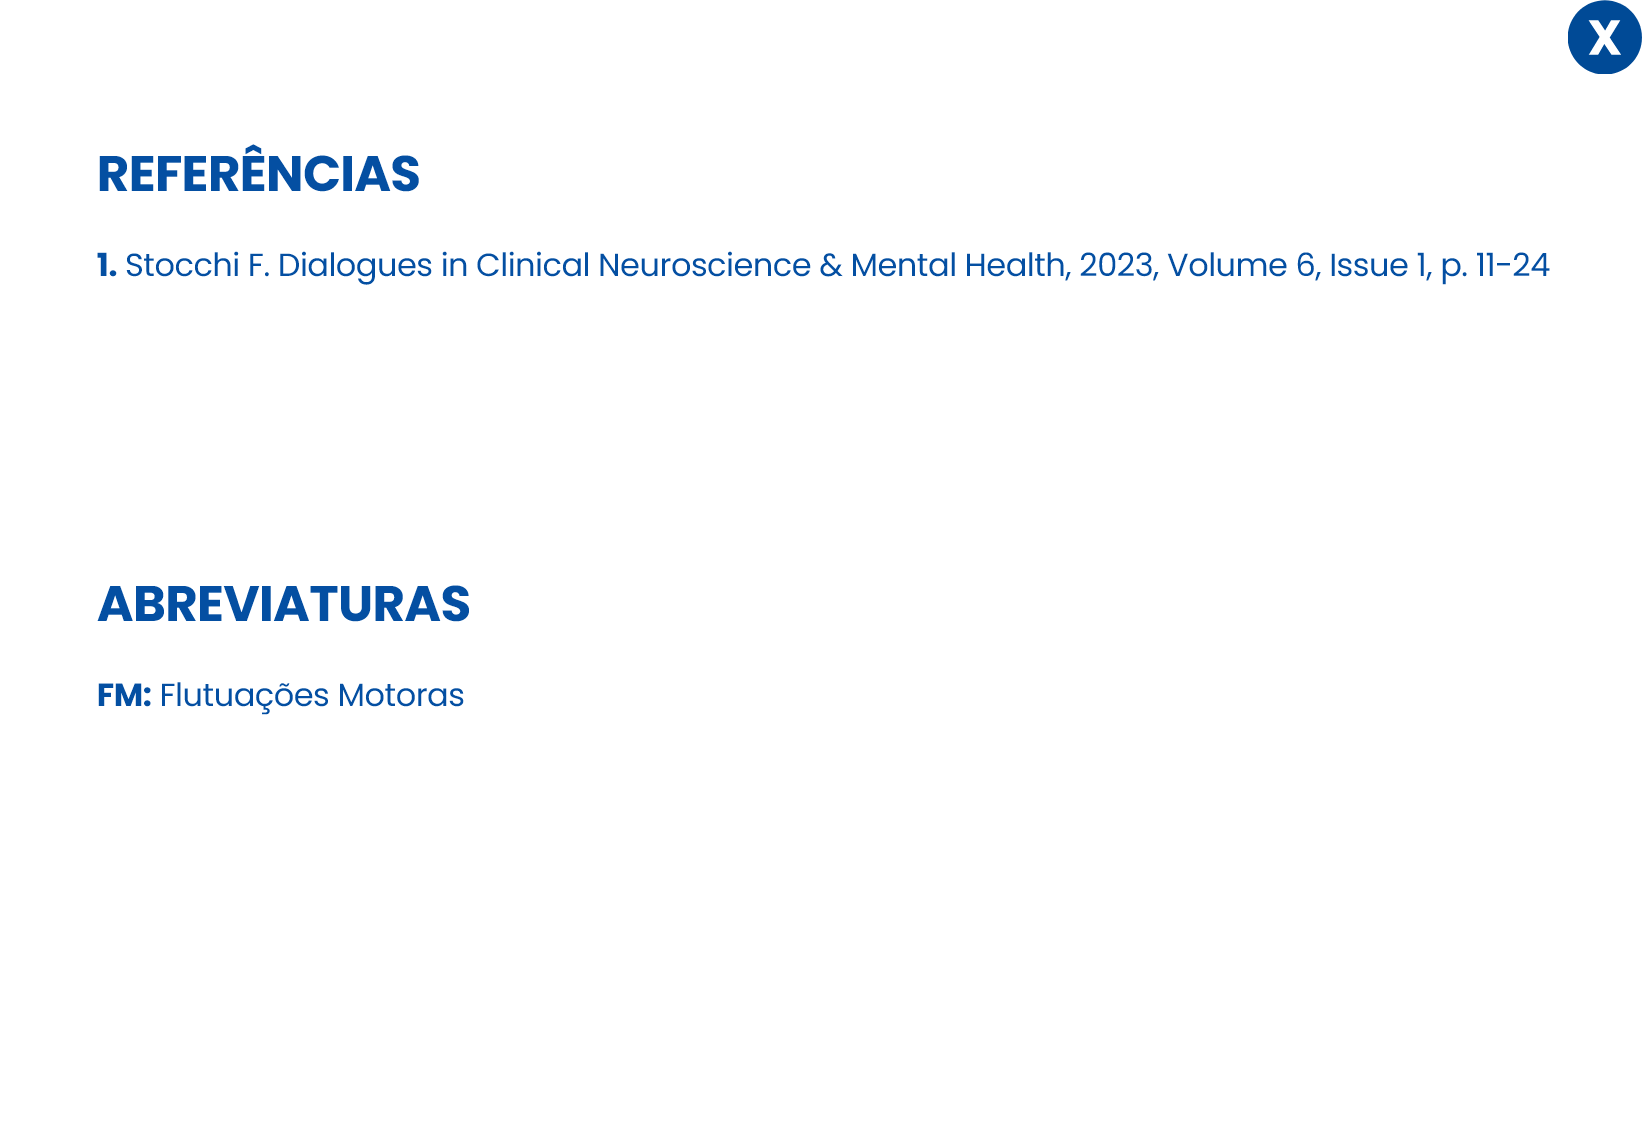 X
REFERÊNCIAS
1. Stocchi F. Dialogues in Clinical Neuroscience & Mental Health, 2023, Volume 6, Issue 1, p. 11-24
ABREVIATURAS
FM: Flutuações Motoras